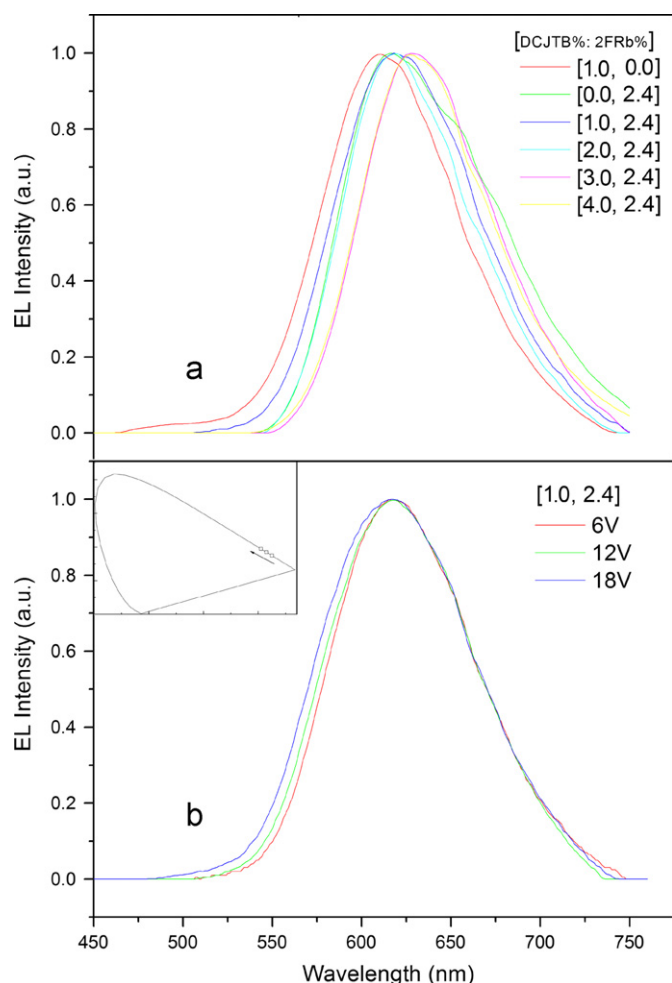 [DCJTB%: 2FRb%]
[1.0, 0.0]
[0.0, 2.4]
[1.0, 2.4]
[2.0, 2.4]
[3.0, 2.4]
[4.0, 2.4]
1.0
0.8
0.6
0.4
0.2
0.0
EL Intensity (a.u.)
a
[1.0, 2.4]
6V
12V
18V
1.0
0.8
0.6
0.4
0.2
0.0
EL Intensity (a.u.)
b
450 500 550 600 650 700 750
Wavelength (nm)